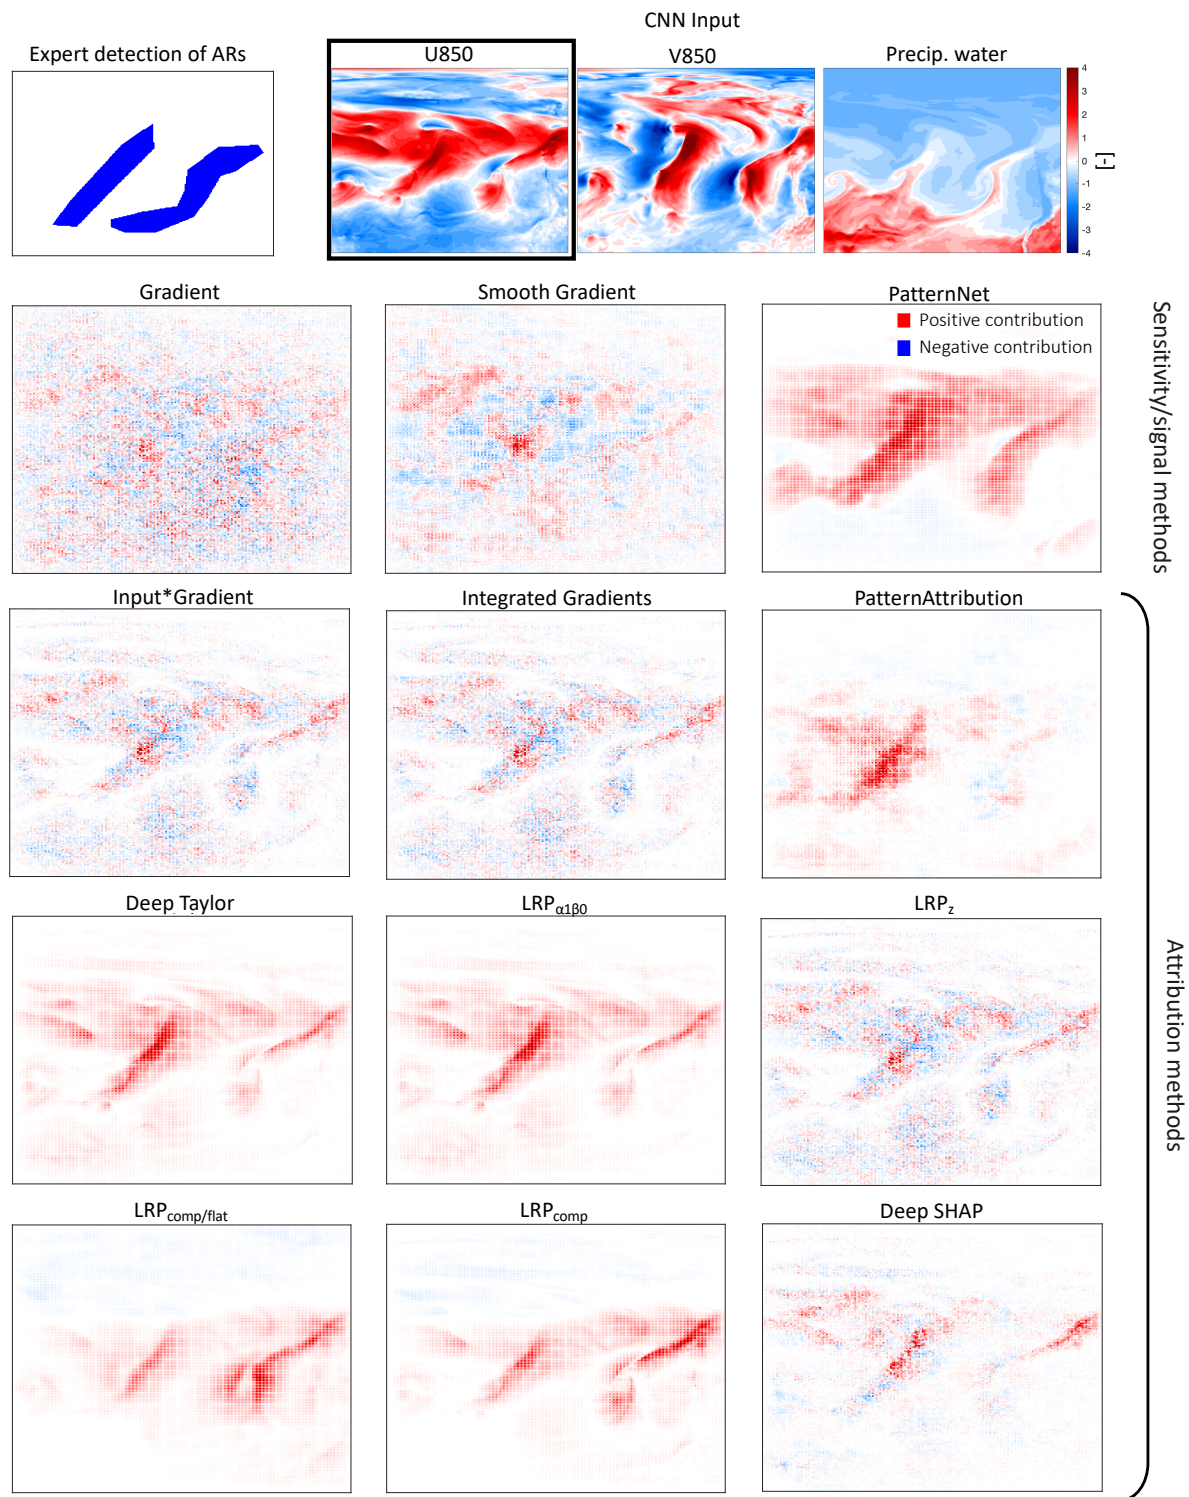 CNN Input
Expert detection of ARs
U850
V850
Precip. water
4
3
2
1
0
-1
-2
-3
-4
[-]
Gradient
Smooth Gradient
PatternNet
Positive contribution
Negative contribution
Sensitivity/signal methods
Input*Gradient
Integrated Gradients
PatternAttribution
Deep Taylor
LRPα1β0
LRPz
Attribution methods
LRPcomp/flat
LRPcomp
Deep SHAP